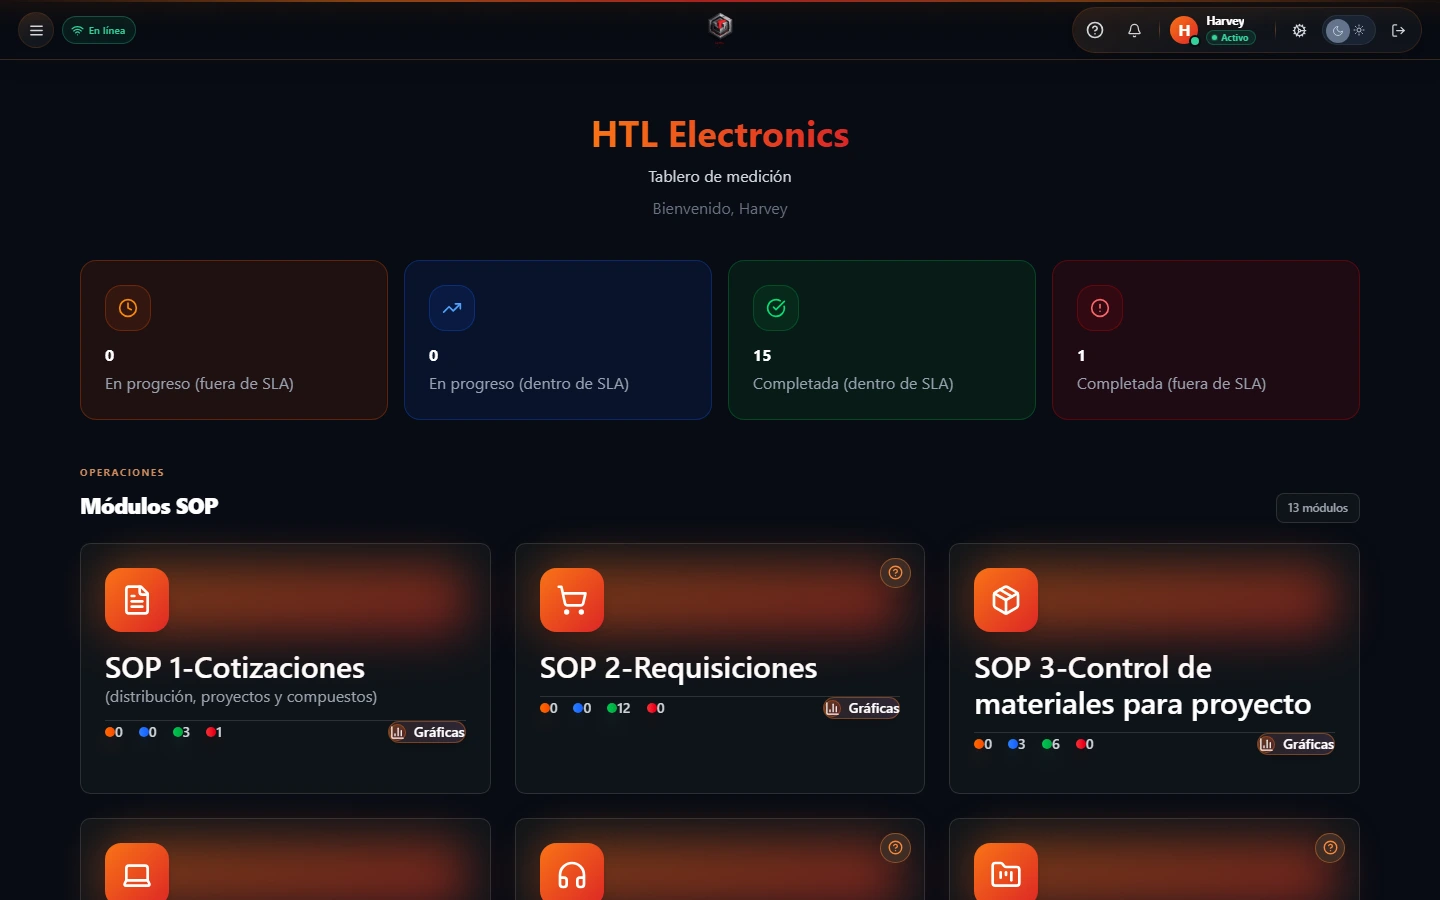 En línea
H
Harvey
Activo
HTL Electronics
Tablero de medición
Bienvenido, Harvey
0
En progreso (fuera de SLA)
0
En progreso (dentro de SLA)
15
Completada (dentro de SLA)
1
Completada (fuera de SLA)
OPERACIONES
Módulos SOP
13 módulos
SOP 1-Cotizaciones
(distribución, proyectos y compuestos)
0 0 3 1 Gráficas
SOP 2-Requisiciones
0 0 12 0 Gráficas
SOP 3-Control de
materiales para proyecto
0 3 6 0 Gráficas